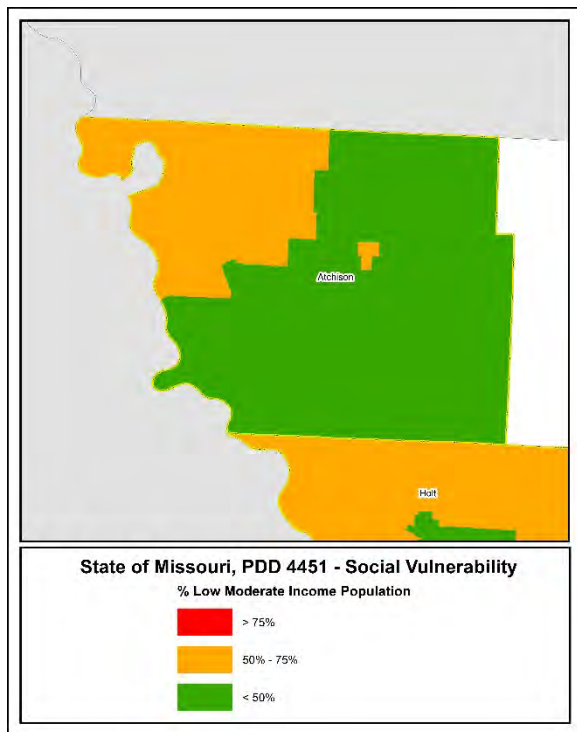 Atchison
Holt
State of Missouri, PDD 4451 - Social Vulnerability
% Low Moderate Income Population
> 75%
50% - 75%
< 50%